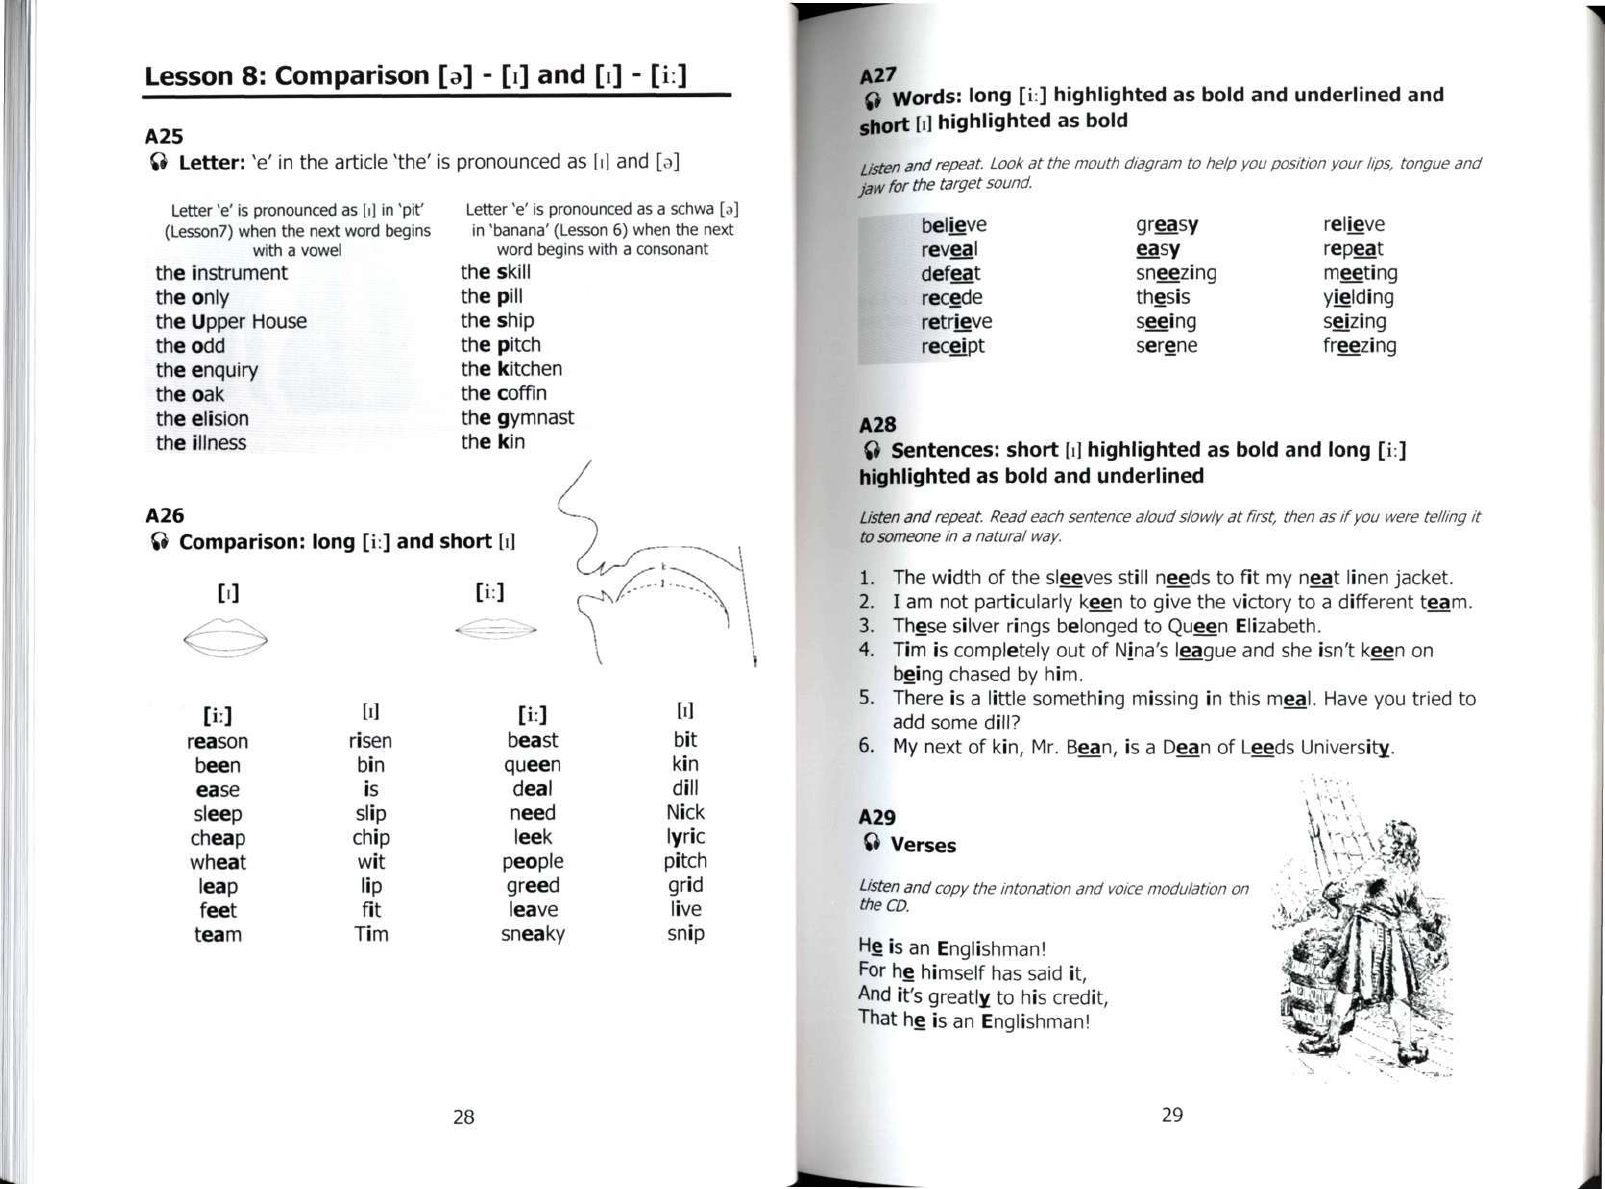 Lesson 8: Comparison [ə] - [ɪ] and [ɪ] - [i:]
A25
Letter: 'e' in the article 'the' is pronounced as [ɪ] and [ə]
Letter 'e' is pronounced as [ɪ] in 'pit'
(Lesson7) when the next word begins
with a vowel
the instrument
the only
the Upper House
the odd
the enquiry
the oak
the elision
the illness
Letter 'e' is pronounced as a schwa [ə]
in 'banana' (Lesson 6) when the next
word begins with a consonant
the skill
the pill
the ship
the pitch
the kitchen
the coffin
the gymnast
the kin
A26
Comparison: long [i:] and short [ɪ]
[ɪ] [i:]
[i:] [ɪ] [i:] [ɪ]
reason risen beast bit
been bin queen kin
ease is deal dill
sleep slip need Nick
cheap chip leek lyric
wheat wit people pitch
leap lip greed grid
feet fit leave live
team Tim sneaky snip
28
A27
Words: long [i:] highlighted as bold and underlined and
short [ɪ] highlighted as bold
Listen and repeat. Look at the mouth diagram to help you position your lips, tongue and
jaw for the target sound.
believe greasy relieve
reveal easy repeat
defeat sneezing meeting
recede thesis yielding
retrieve seeing seizing
receipt serene freezing
A28
Sentences: short [ɪ] highlighted as bold and long [i:]
highlighted as bold and underlined
Listen and repeat. Read each sentence aloud slowly at first, then as if you were telling it
to someone in a natural way.
1. The width of the sleeves still needs to fit my neat linen jacket.
2. I am not particularly keen to give the victory to a different team.
3. These silver rings belonged to Queen Elizabeth.
4. Tim is completely out of Nina's league and she isn't keen on
being chased by him.
5. There is a little something missing in this meal. Have you tried to
add some dill?
6. My next of kin, Mr. Bean, is a Dean of Leeds University.
A29
Verses
Listen and copy the intonation and voice modulation on
the CD.
He is an Englishman!
For he himself has said it,
And it's greatly to his credit,
That he is an Englishman!
29